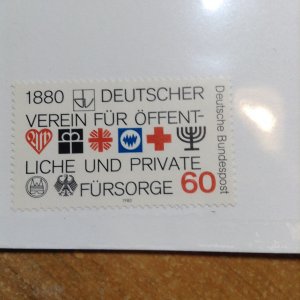 1880 DEUTSCHER
VEREIN FÜR ÖFFENT-
LICHE UND PRIVATE
FÜRSORGE 60
1980
Deutsche Bundespost